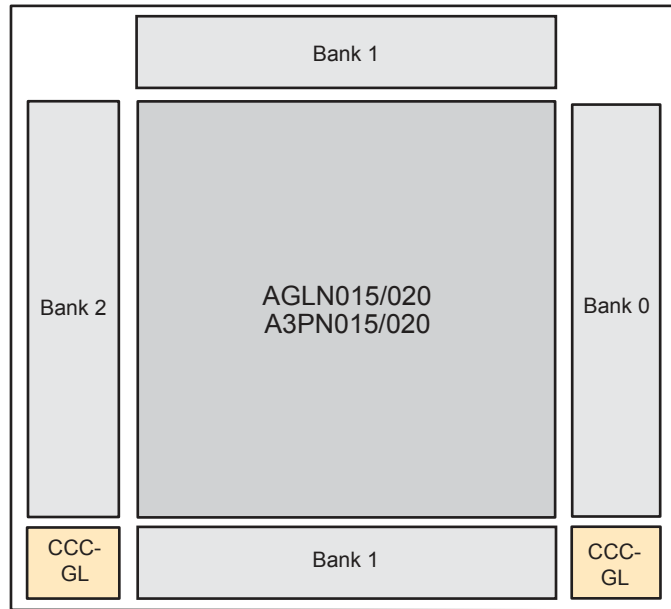 Bank 1
Bank 2
AGLN015/020
A3PN015/020
Bank 0
CCC-
GL
Bank 1
CCC-
GL